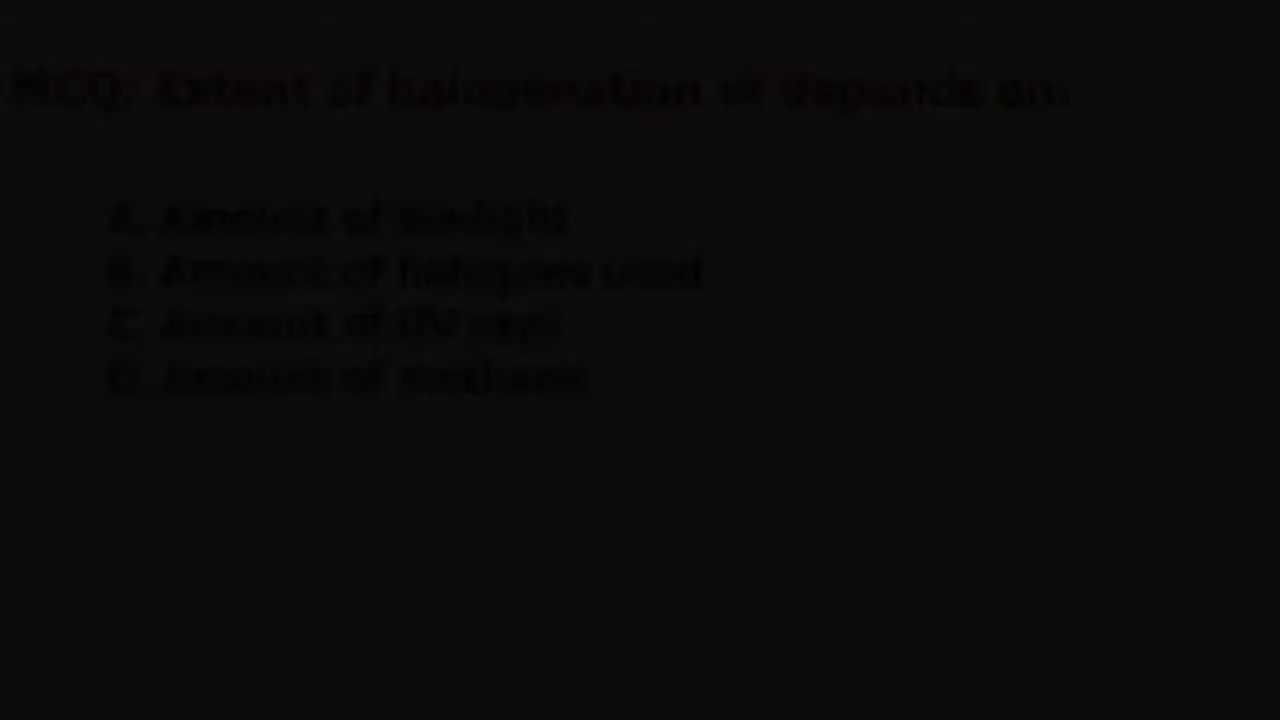 MCQ: Extent of halogenation of depends on:
A. Amount of sunlight
B. Amount of halogens used
C. Amount of UV rays
D. Amount of methane